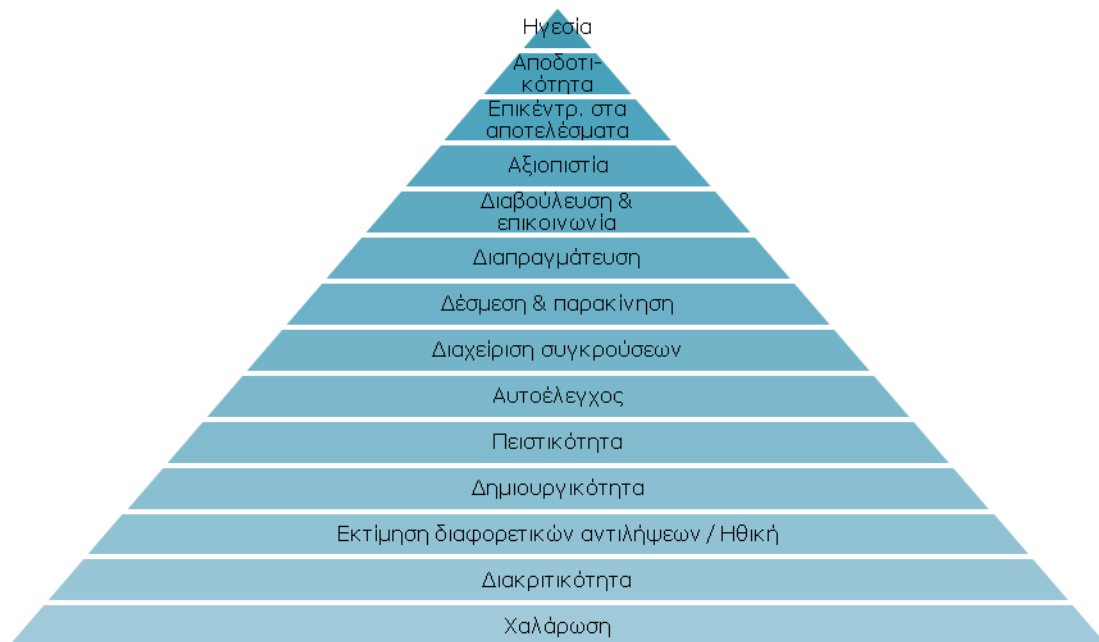 Ηγεσία
Αποδοτι-
κότητα
Επικέντρ. στα
αποτελέσματα
Αξιοπιστία
Διαβούλευση &
επικοινωνία
Διαπραγμάτευση
Δέσμεση & παρακίνηση
Διαχείριση συγκρούσεων
Αυτοέλεγχος
Πειστικότητα
Δημιουργικότητα
Εκτίμηση διαφορετικών αντιλήψεων / Ηθική
Διακριτικότητα
Χαλάρωση